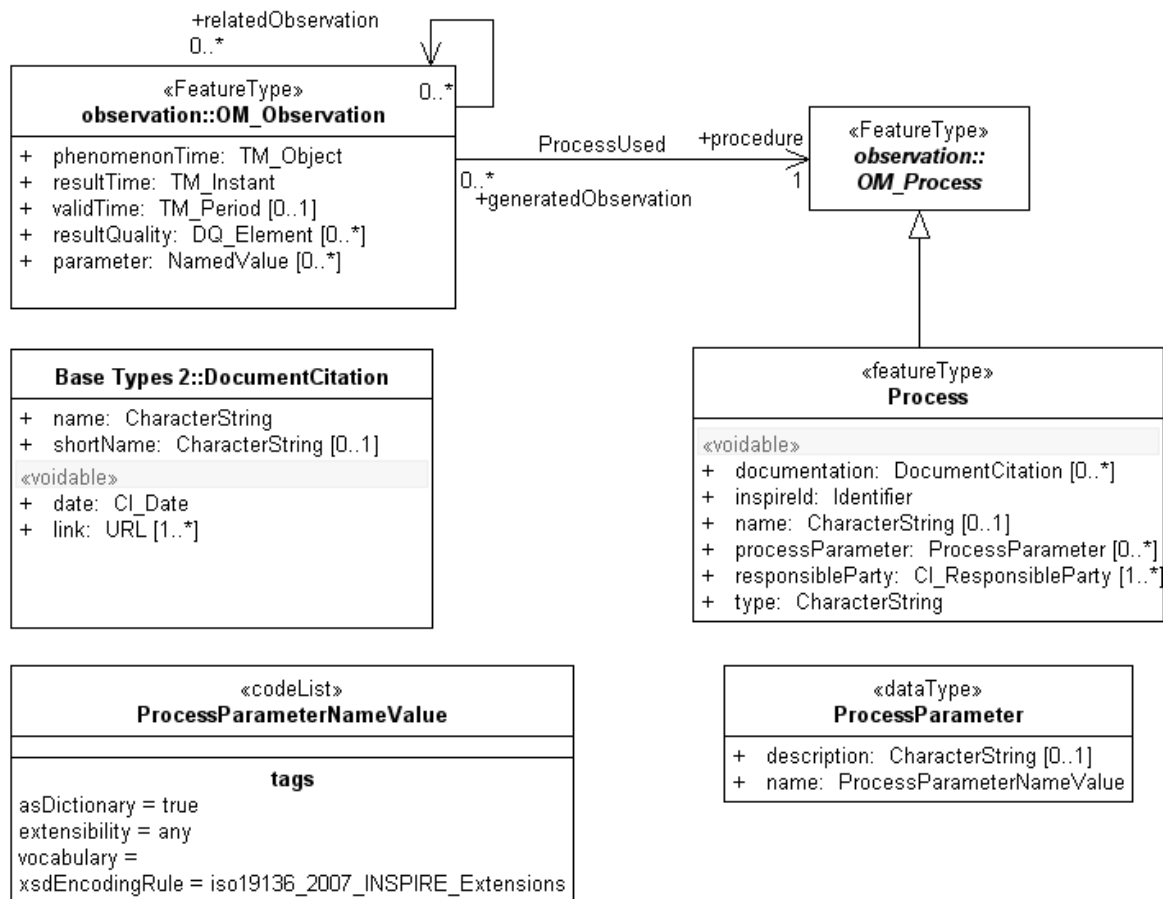 +relatedObservation
0..*
0..*
«FeatureType»
observation::OM_Observation
+ phenomenonTime: TM_Object
+ resultTime: TM_Instant
+ validTime: TM_Period [0..1]
+ resultQuality: DQ_Element [0..*]
+ parameter: NamedValue [0..*]
ProcessUsed
+procedure
0..*
+generatedObservation
1
«FeatureType»
observation::
OM_Process
Base Types 2::DocumentCitation
+ name: CharacterString
+ shortName: CharacterString [0..1]
«voidable»
+ date: CI_Date
+ link: URL [1..*]
«featureType»
Process
«voidable»
+ documentation: DocumentCitation [0..*]
+ inspireId: Identifier
+ name: CharacterString [0..1]
+ processParameter: ProcessParameter [0..*]
+ responsibleParty: CI_ResponsibleParty [1..*]
+ type: CharacterString
«codeList»
ProcessParameterNameValue
tags
asDictionary = true
extensibility = any
vocabulary =
xsdEncodingRule = iso19136_2007_INSPIRE_Extensions
«dataType»
ProcessParameter
+ description: CharacterString [0..1]
+ name: ProcessParameterNameValue